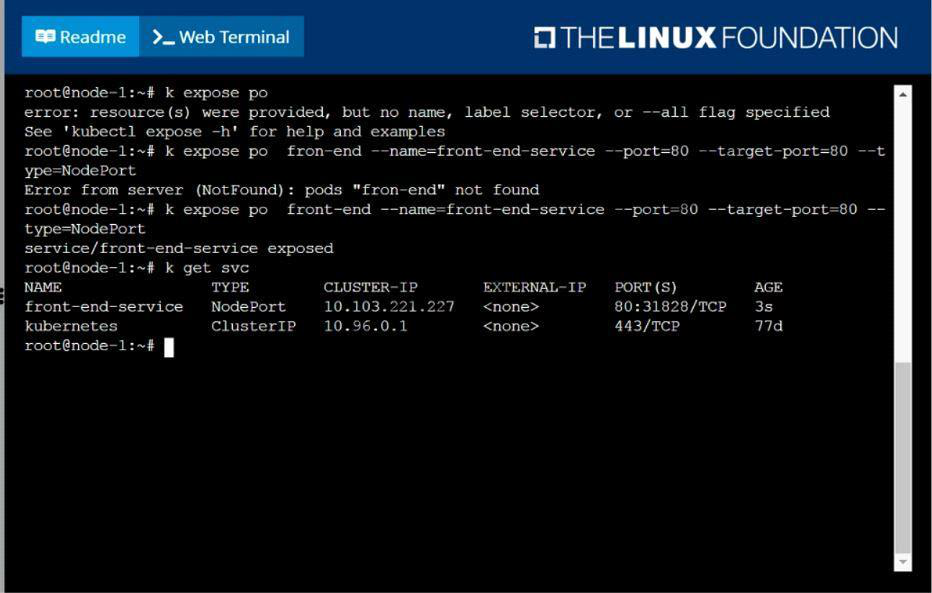 Readme
Web Terminal
THE LINUX FOUNDATION
root@node-1:~# k expose po
error: resource(s) were provided, but no name, label selector, or --all flag specified
See 'kubectl expose -h' for help and examples
root@node-1:~# k expose po  fron-end --name=front-end-service --port=80 --target-port=80 --t
ype=NodePort
Error from server (NotFound): pods "fron-end" not found
root@node-1:~# k expose po  front-end --name=front-end-service --port=80 --target-port=80 --
type=NodePort
service/front-end-service exposed
root@node-1:~# k get svc
NAME TYPE CLUSTER-IP EXTERNAL-IP PORT(S) AGE
front-end-service NodePort 10.103.221.227 <none> 80:31828/TCP 3s
kubernetes ClusterIP 10.96.0.1 <none> 443/TCP 77d
root@node-1:~#